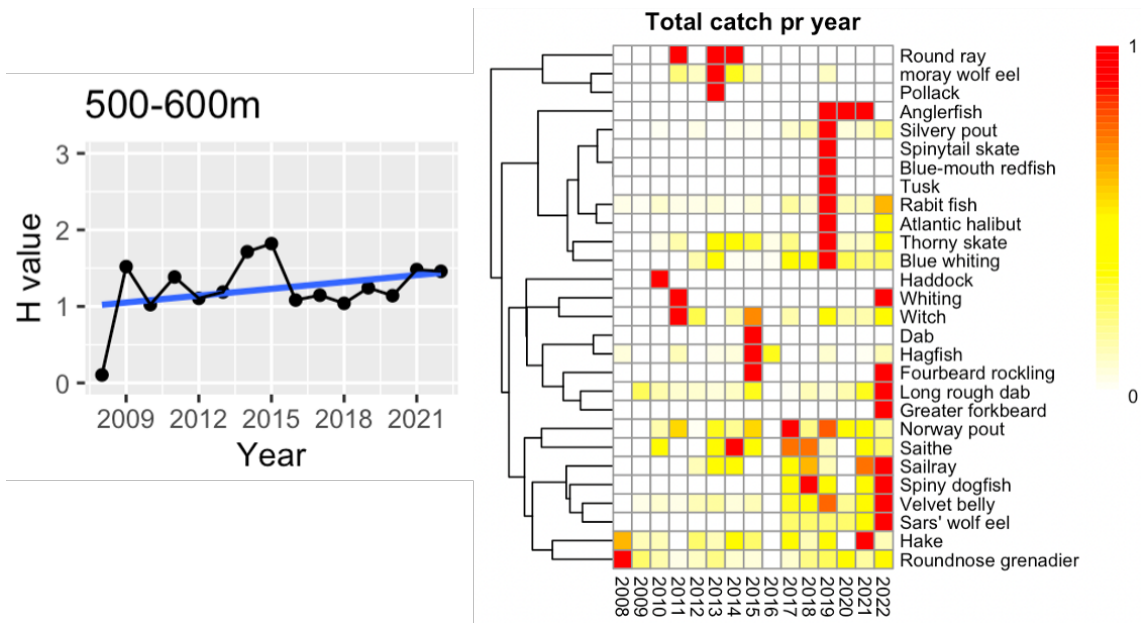 500-600m
3
2
1
0
H value
2009 2012 2015 2018 2021
Year
Total catch pr year
Round ray
moray wolf eel
Pollack
Anglerfish
Silvery pout
Spinytail skate
Blue-mouth redfish
Tusk
Rabit fish
Atlantic halibut
Thorny skate
Blue whiting
Haddock
Whiting
Witch
Dab
Hagfish
Fourbeard rockling
Long rough dab
Greater forkbeard
Norway pout
Saithe
Sailray
Spiny dogfish
Velvet belly
Sars' wolf eel
Hake
Roundnose grenadier
2008 2009 2010 2011 2012 2013 2014 2015 2016 2017 2018 2019 2020 2021 2022
1
0